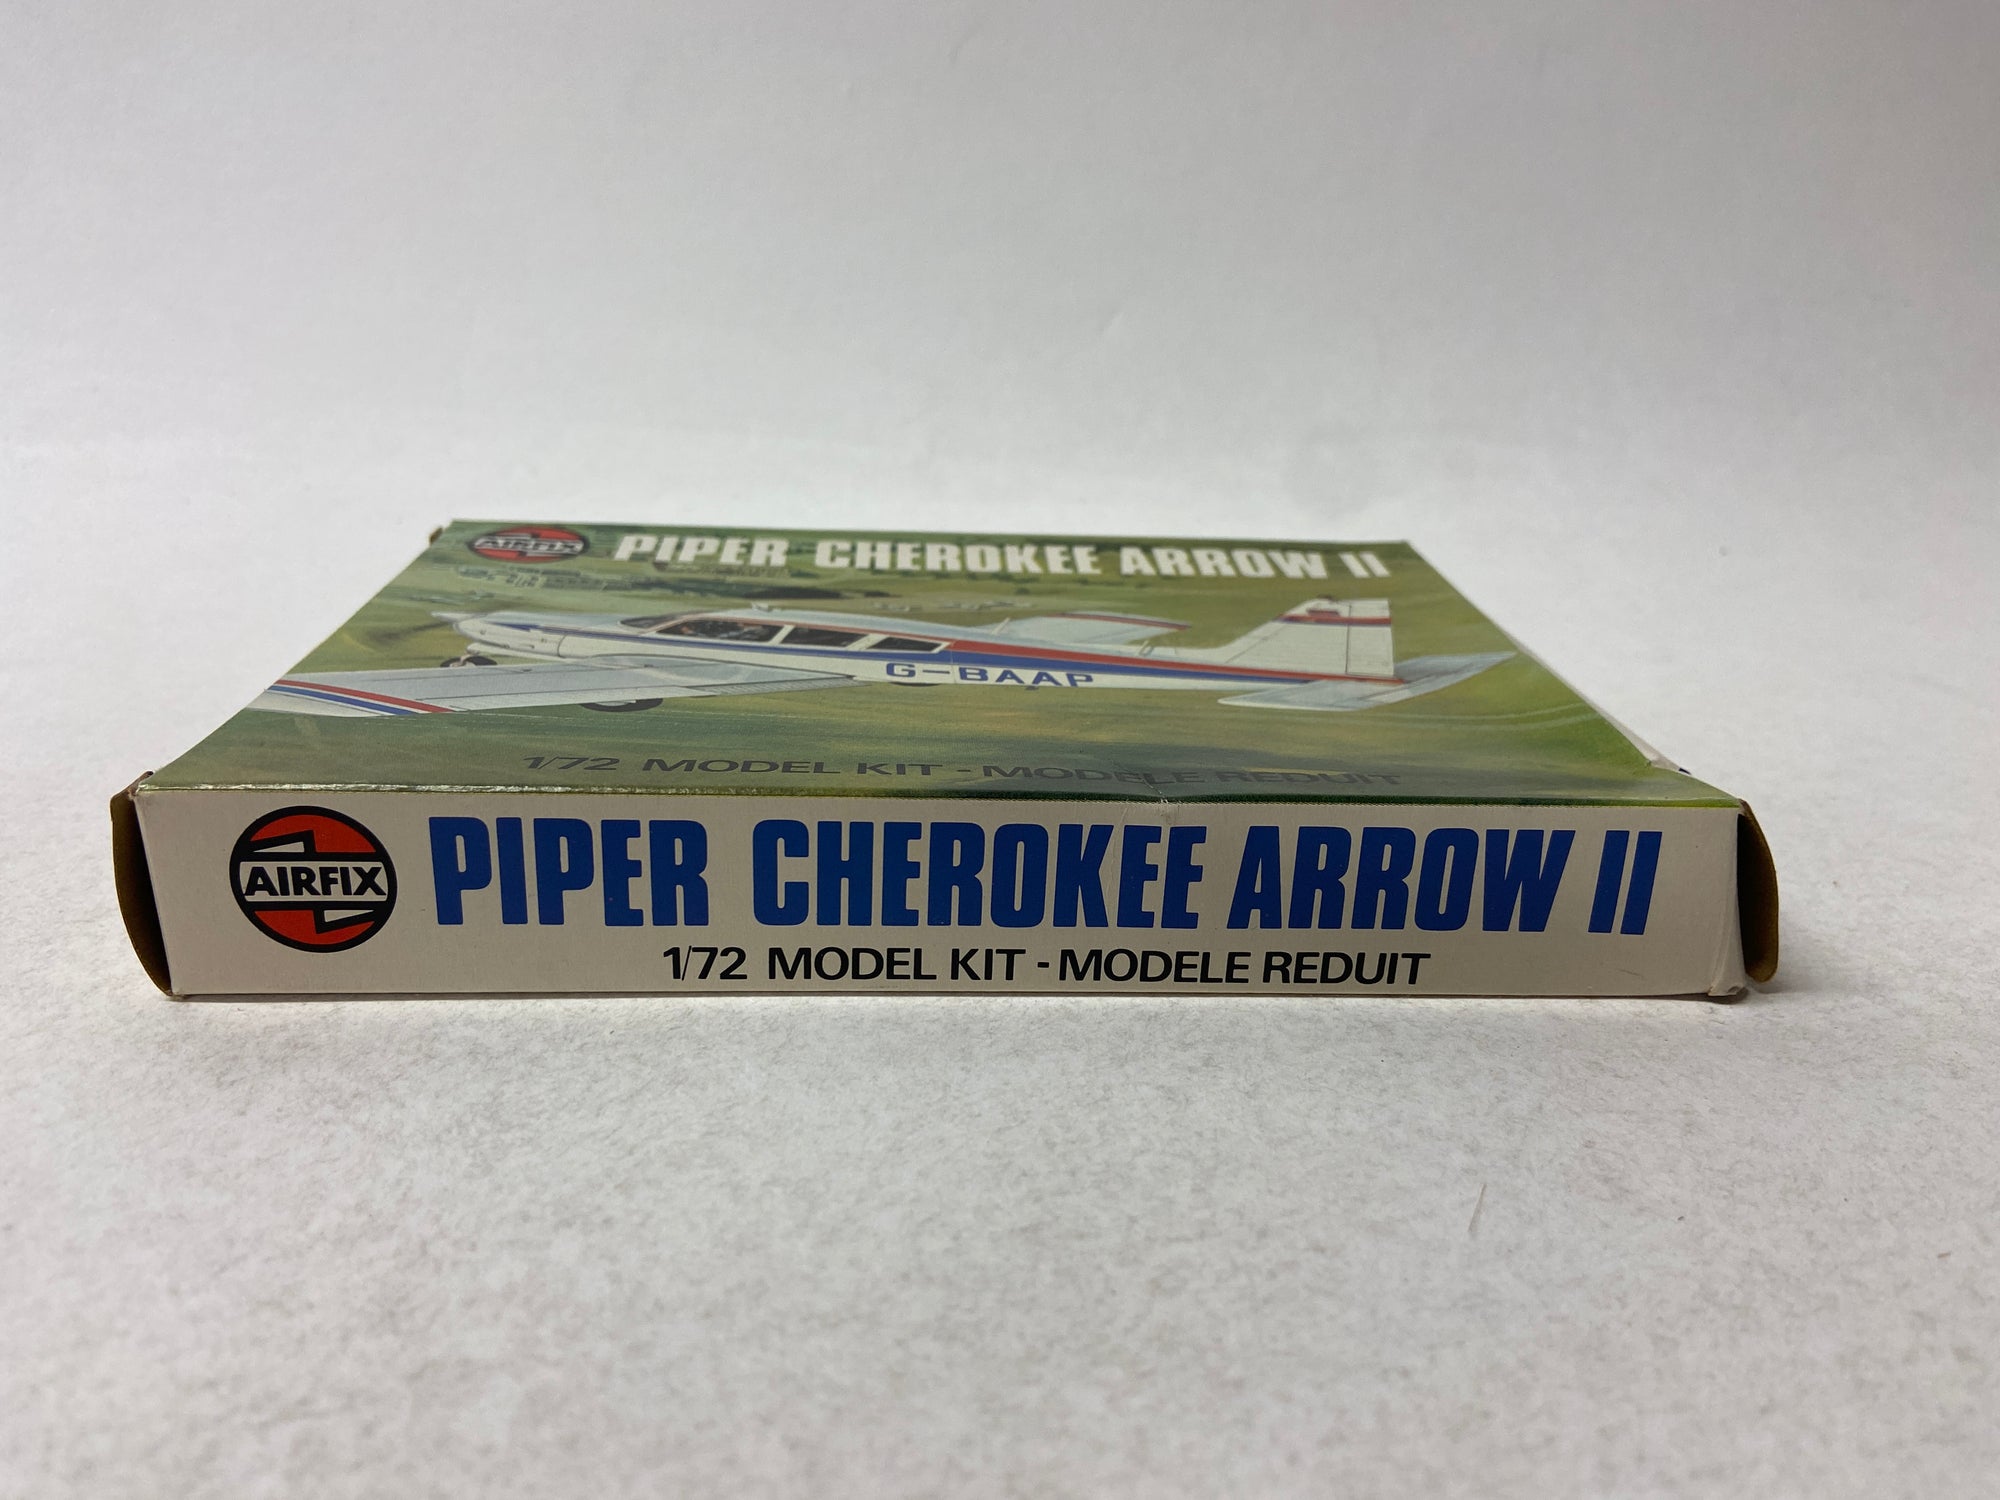 AIRFIX
PIPER CHEROKEE ARROW II
G-BAAP
1/72 MODEL KIT - MODELE REDUIT
AIRFIX
PIPER CHEROKEE ARROW II
1/72 MODEL KIT - MODELE REDUIT